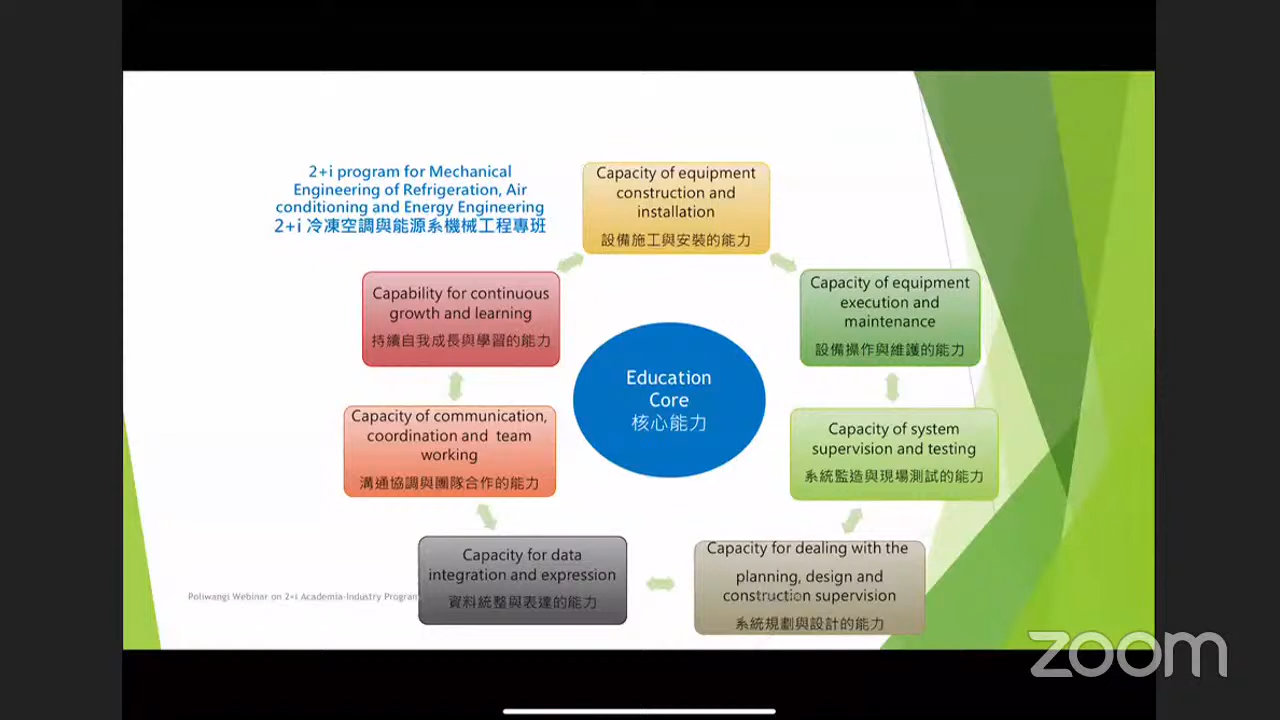 2+i program for Mechanical
Engineering of Refrigeration, Air
conditioning and Energy Engineering
2+i 冷凍空調與能源系機械工程專班
Capacity of equipment
construction and
installation
設備施工與安裝的能力
Capability for continuous
growth and learning
持續自我成長與學習的能力
Capacity of equipment
execution and
maintenance
設備操作與維護的能力
Education
Core
核心能力
Capacity of communication,
coordination and team
working
溝通協調與團隊合作的能力
Capacity of system
supervision and testing
系統監造與現場測試的能力
Capacity for data
integration and expression
資料統整與表達的能力
Capacity for dealing with the
planning, design and
construction supervision
系統規劃與設計的能力
Poliwangi Webinar on 2+i Academia-Industry Program
zoom